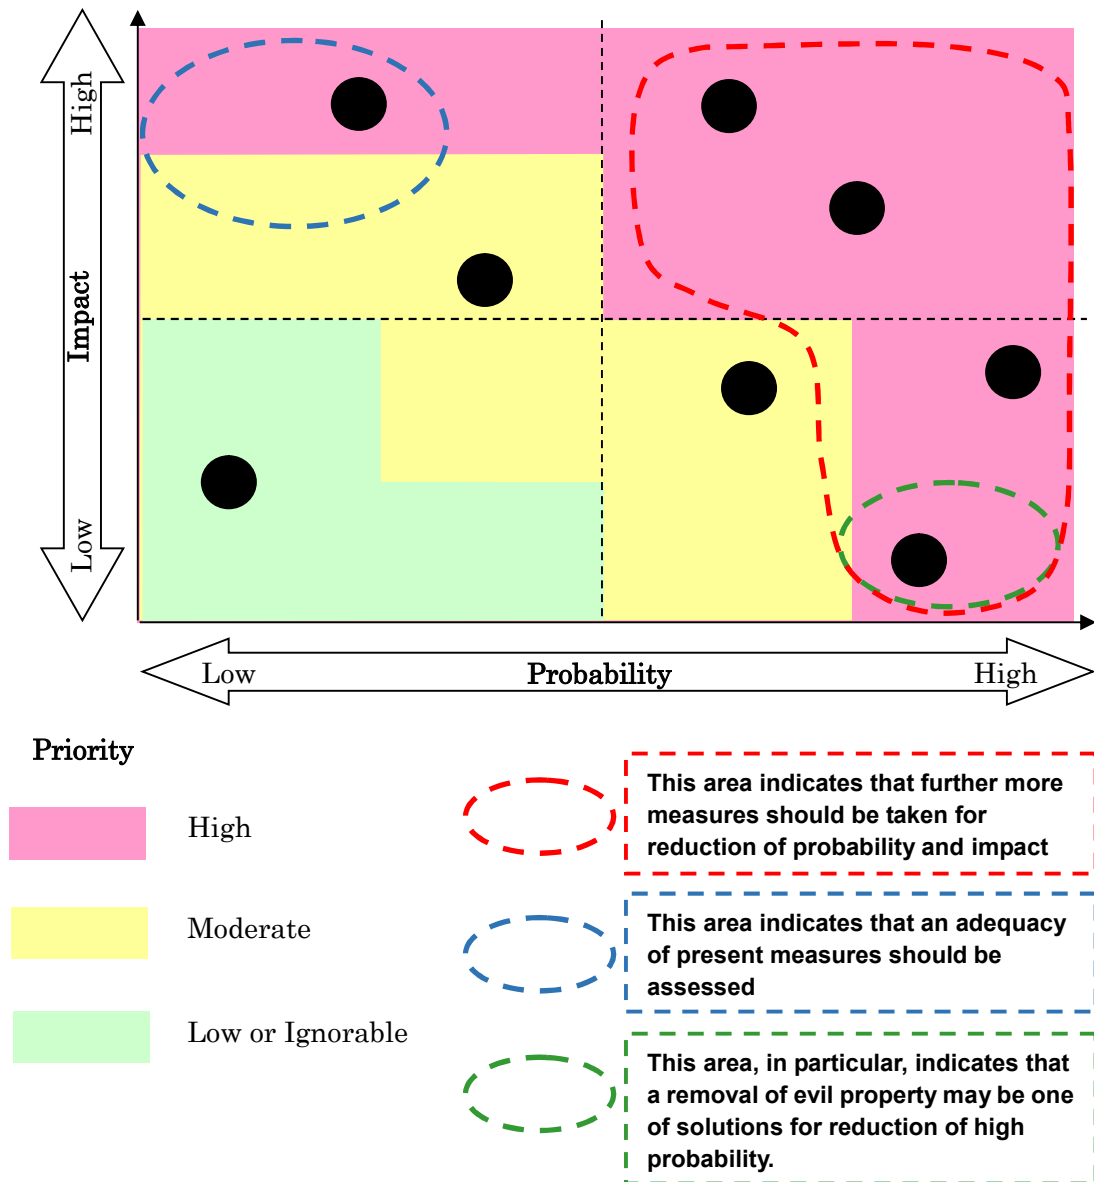 High
Impact
Low
Low
Probability
High
Priority
High
Moderate
Low or Ignorable
This area indicates that further more
measures should be taken for
reduction of probability and impact
This area indicates that an adequacy
of present measures should be
assessed
This area, in particular, indicates that
a removal of evil property may be one
of solutions for reduction of high
probability.